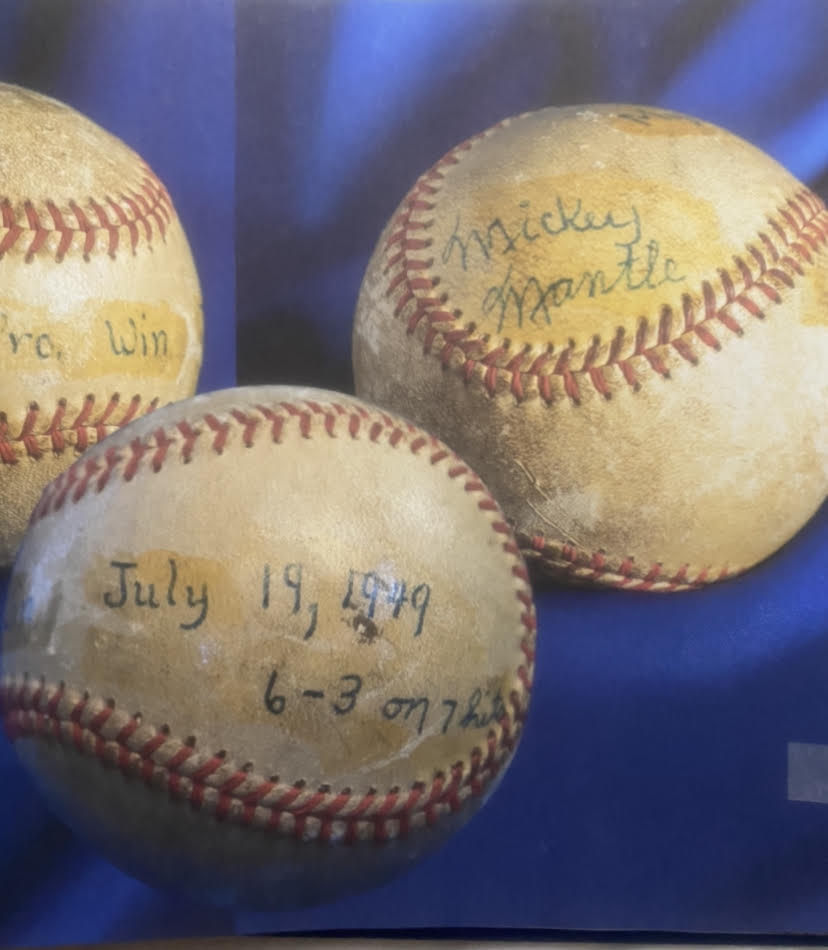 Pro. Win
Mickey
Mantle
July 19, 1949
6-3 on 7 hits